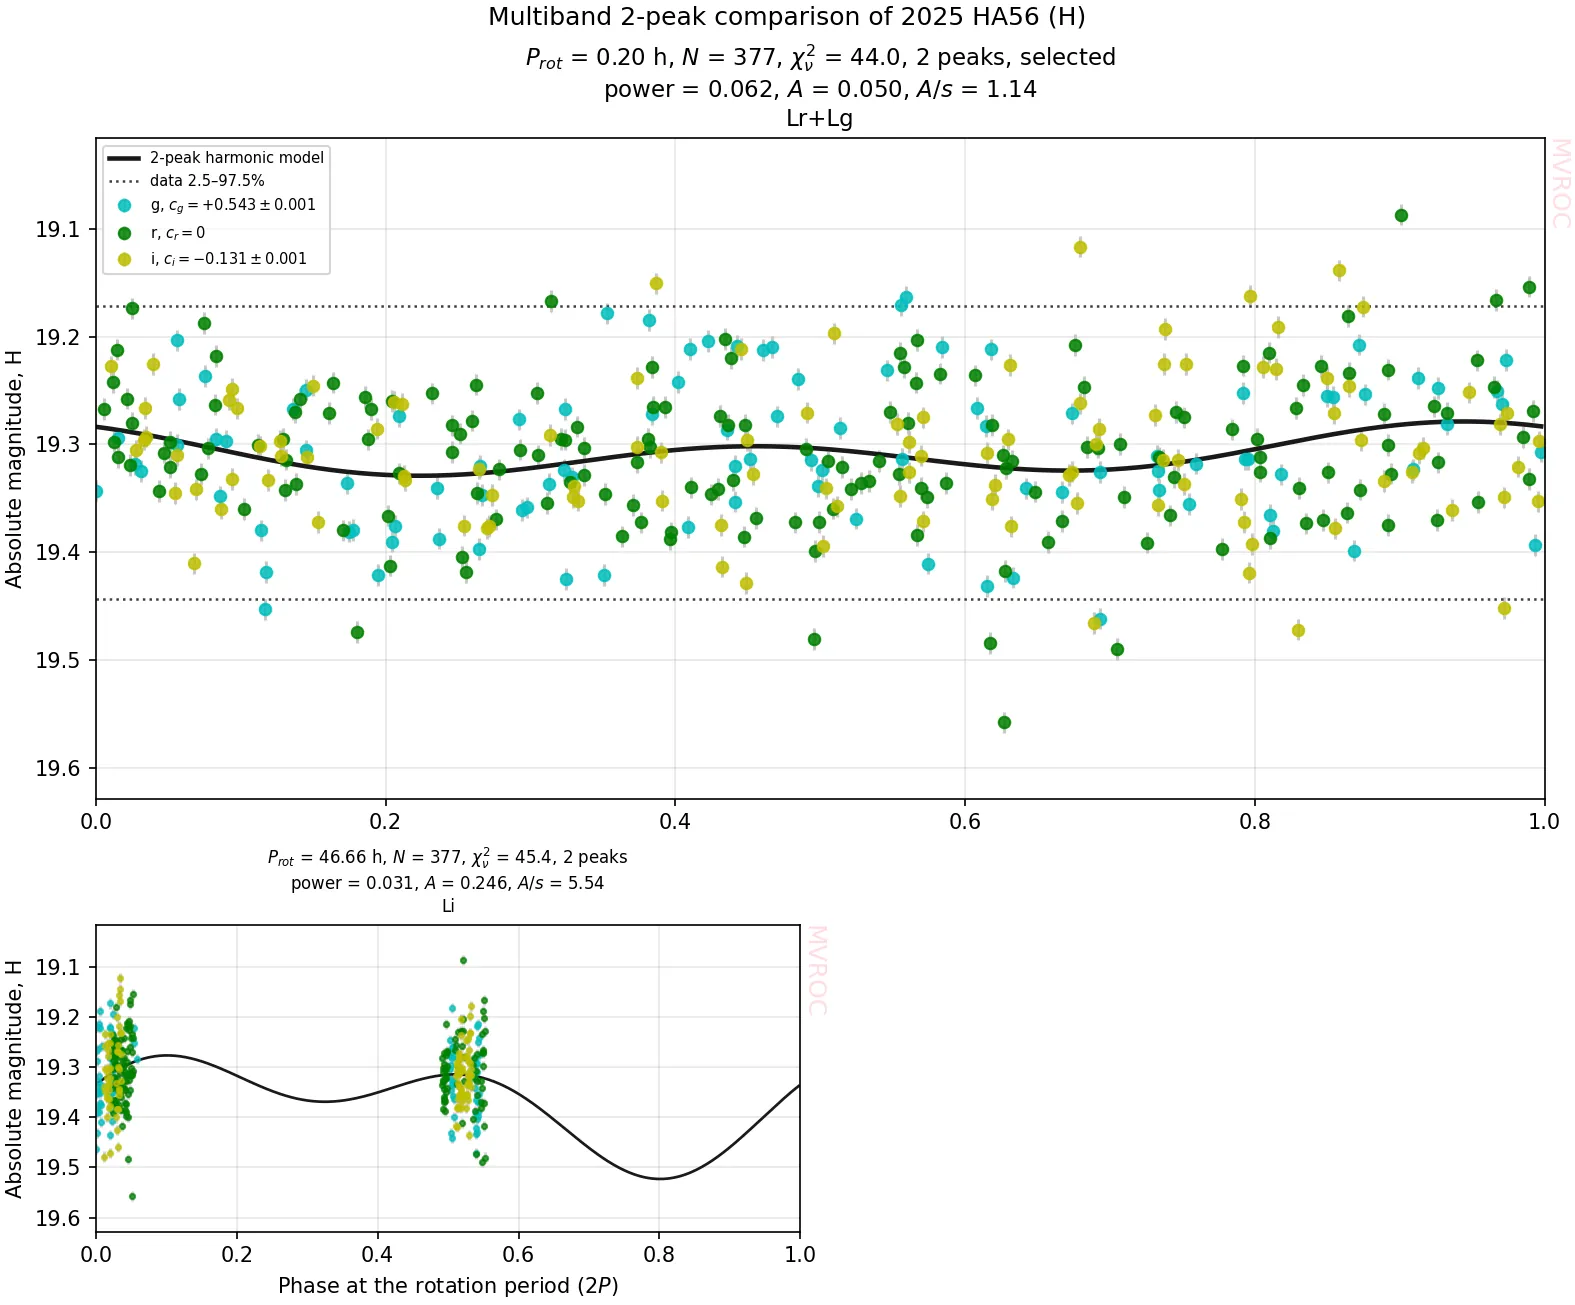 Multiband 2-peak comparison of 2025 HA56 (H)
P_rot = 0.20 h, N = 377, χ²_ν = 44.0, 2 peaks, selected
power = 0.062, A = 0.050, A/s = 1.14
Lr+Lg
2-peak harmonic model
data 2.5–97.5%
g, c_g = +0.543 ± 0.001
r, c_r = 0
i, c_i = −0.131 ± 0.001
MVROC
Absolute magnitude, H
19.1
19.2
19.3
19.4
19.5
19.6
0.0 0.2 0.4 0.6 0.8 1.0
P_rot = 46.66 h, N = 377, χ²_ν = 45.4, 2 peaks
power = 0.031, A = 0.246, A/s = 5.54
Li
MVROC
Absolute magnitude, H
19.1
19.2
19.3
19.4
19.5
19.6
0.0 0.2 0.4 0.6 0.8 1.0
Phase at the rotation period (2P)